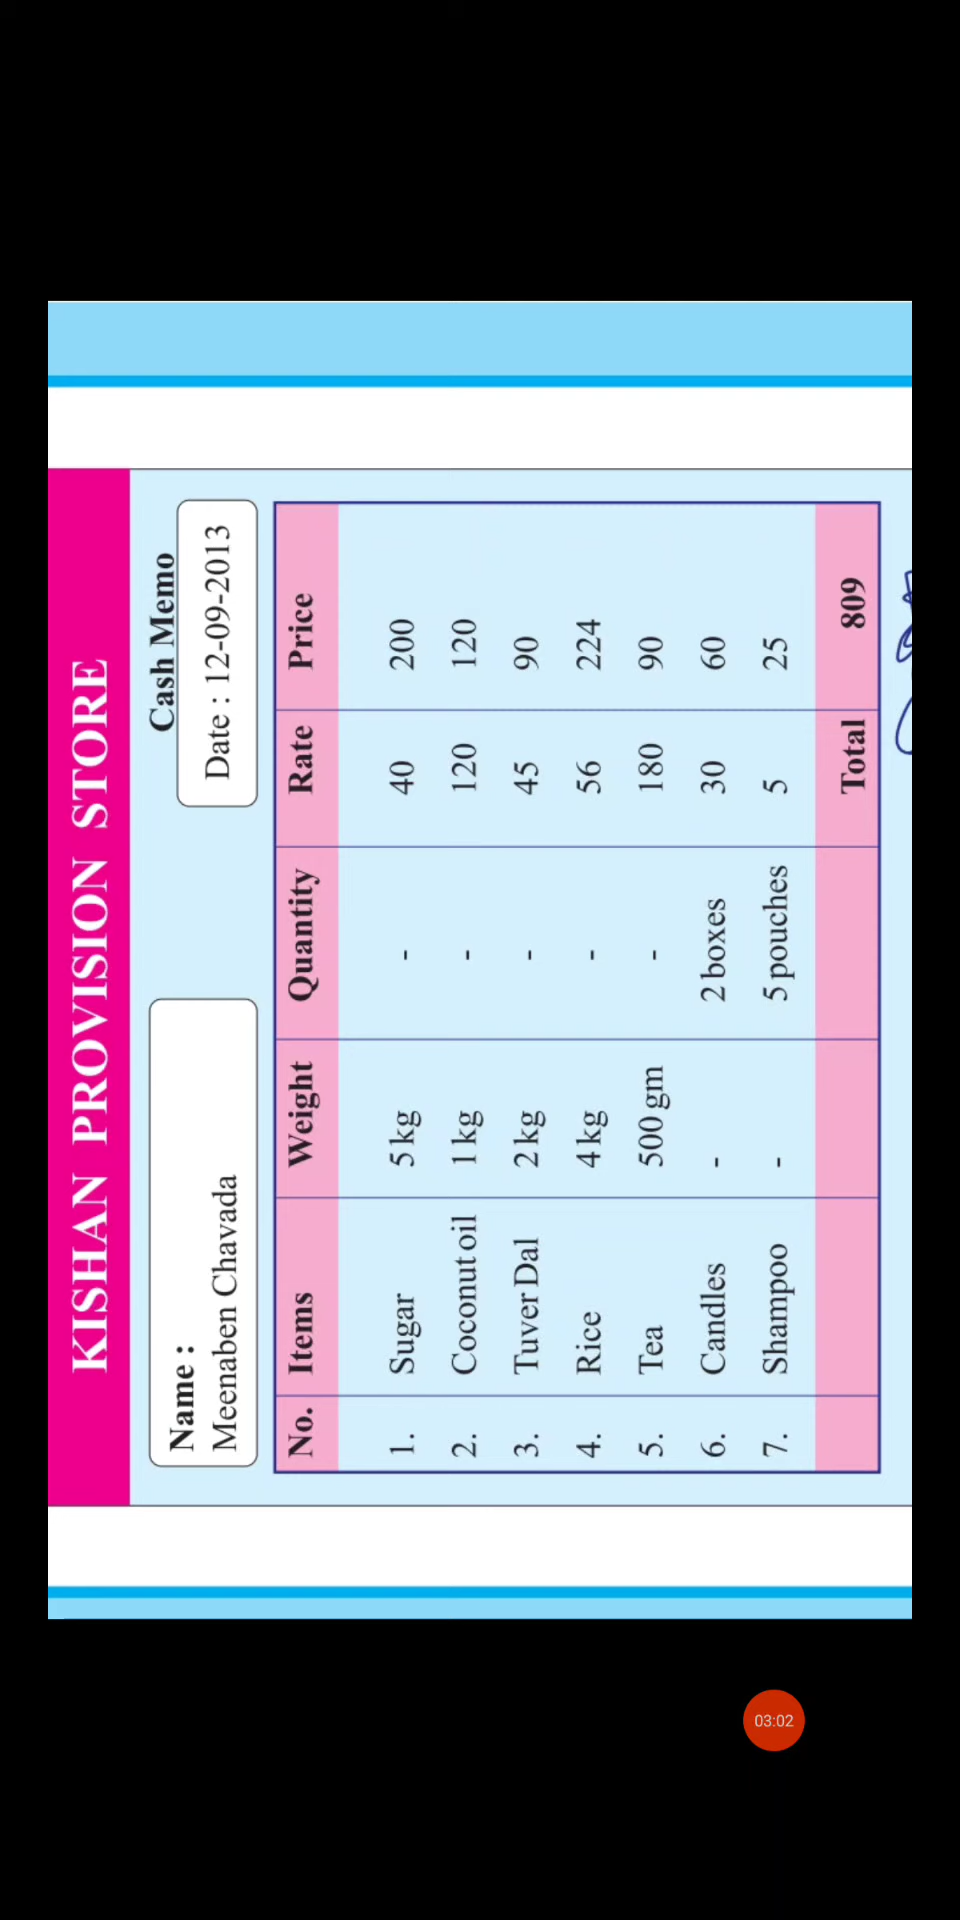 KISHAN PROVISION STORE
Cash Memo
Name :
Meenaben Chavada
Date : 12-09-2013
No. Items Weight Quantity Rate Price
1. Sugar 5 kg - 40 200
2. Coconut oil 1 kg - 120 120
3. Tuver Dal 2 kg - 45 90
4. Rice 4 kg - 56 224
5. Tea 500 gm - 180 90
6. Candles - 2 boxes 30 60
7. Shampoo - 5 pouches 5 25
Total 809
03:02